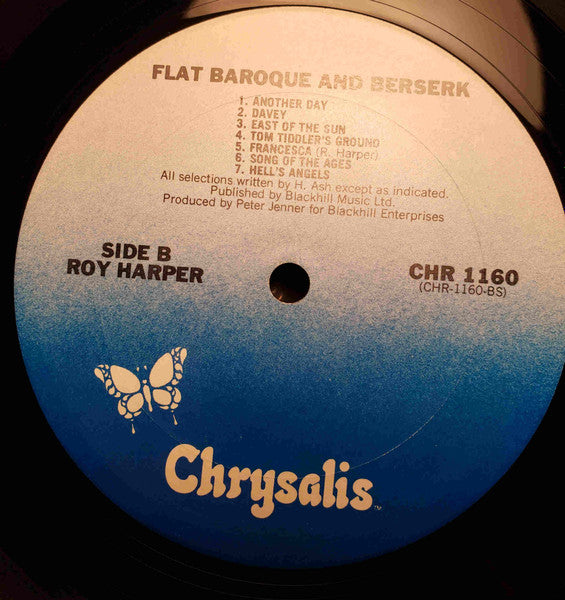 FLAT BAROQUE AND BERSERK
1. ANOTHER DAY
2. DAVEY
3. EAST OF THE SUN
4. TOM TIDDLER'S GROUND
5. FRANCESCA (R. Harper)
6. SONG OF THE AGES
7. HELL'S ANGELS
All selections written by H. Ash except as indicated.
Published by Blackhill Music Ltd.
Produced by Peter Jenner for Blackhill Enterprises
SIDE B
ROY HARPER
CHR 1160
(CHR-1160-BS)
Chrysalis™